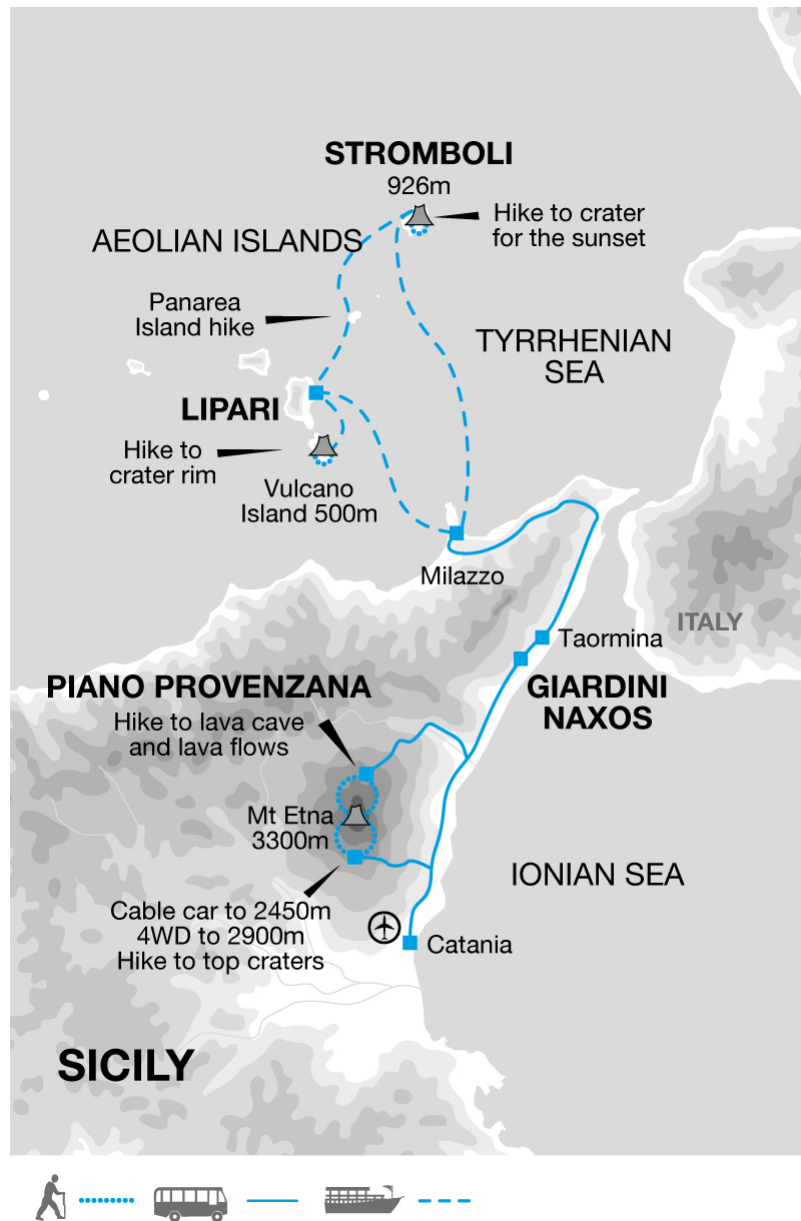 STROMBOLI
926m
Hike to crater
for the sunset
AEOLIAN ISLANDS
Panarea
Island hike
TYRRHENIAN
SEA
LIPARI
Hike to
crater rim
Vulcano
Island 500m
Milazzo
ITALY
Taormina
PIANO PROVENZANA
GIARDINI
NAXOS
Hike to lava cave
and lava flows
Mt Etna
3300m
IONIAN SEA
Cable car to 2450m
4WD to 2900m
Hike to top craters
Catania
SICILY